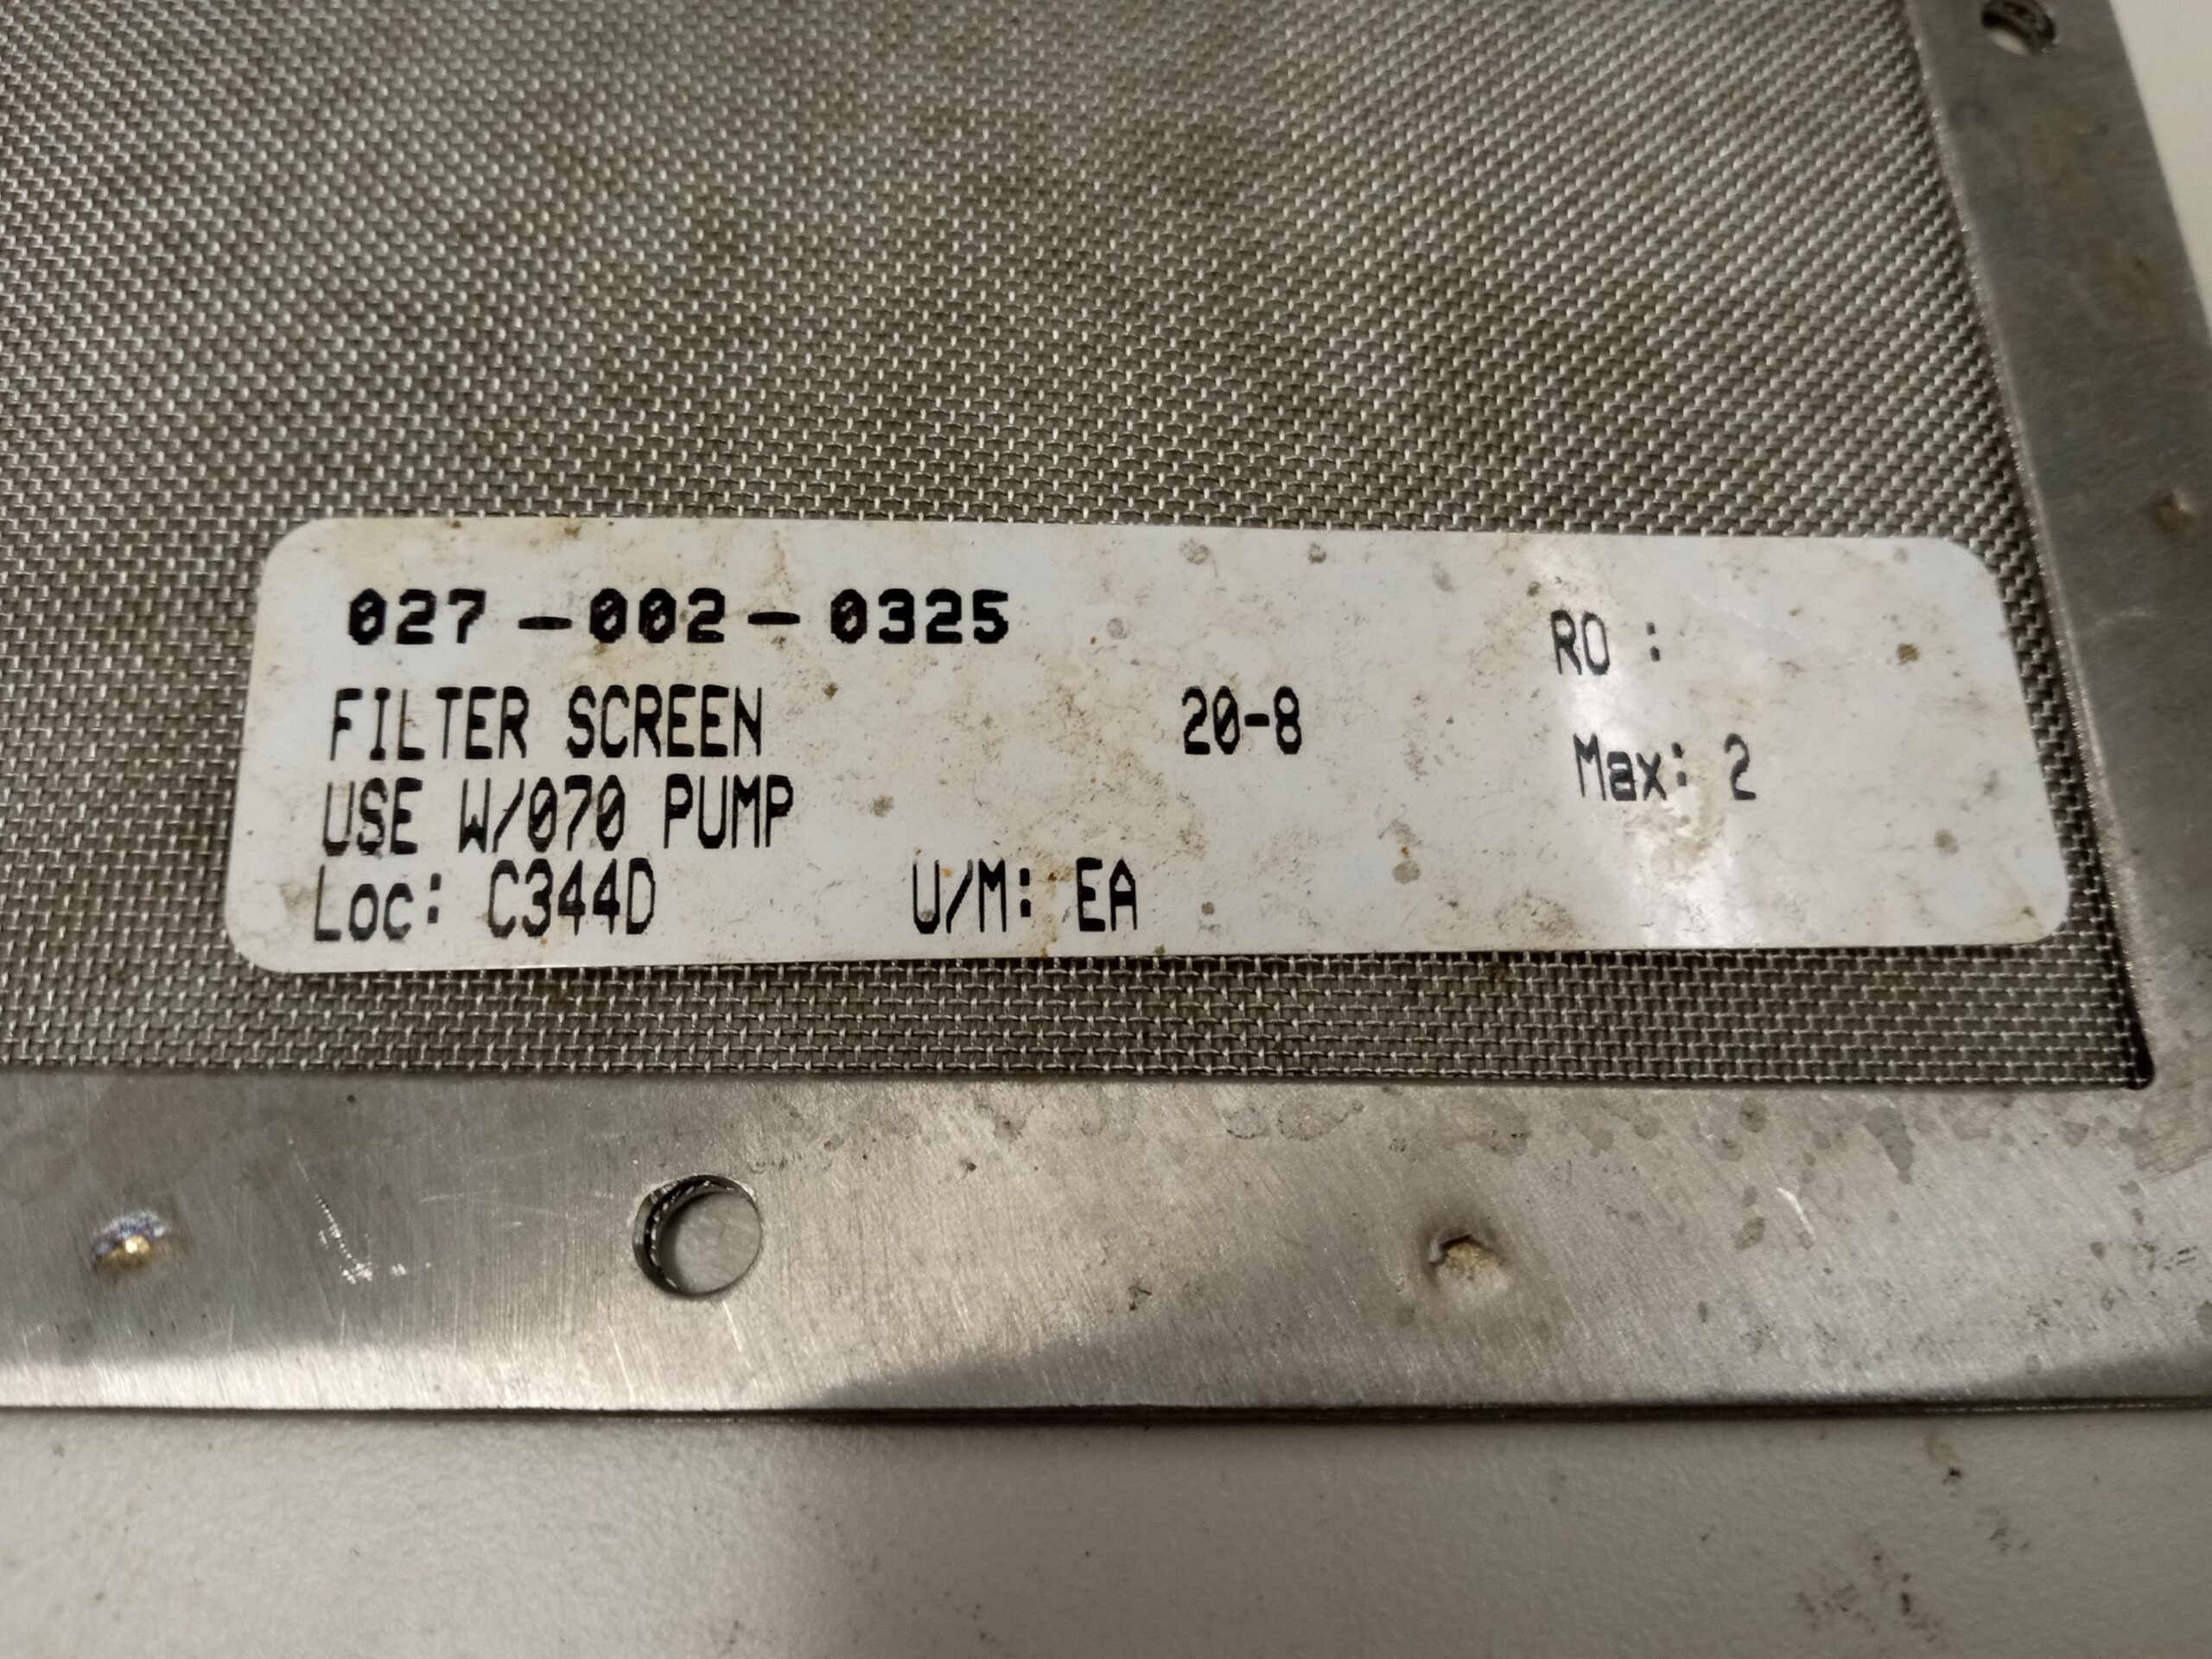 027-002-0325
RO :
FILTER SCREEN 20-8
Max: 2
USE W/070 PUMP
Loc: C344D U/M: EA